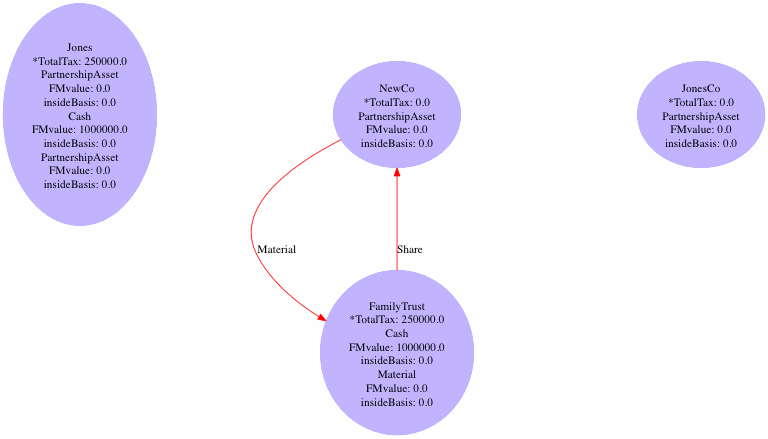 Jones
*TotalTax: 250000.0
PartnershipAsset
FMvalue: 0.0
insideBasis: 0.0
Cash
FMvalue: 1000000.0
insideBasis: 0.0
PartnershipAsset
FMvalue: 0.0
insideBasis: 0.0
NewCo
*TotalTax: 0.0
PartnershipAsset
FMvalue: 0.0
insideBasis: 0.0
JonesCo
*TotalTax: 0.0
PartnershipAsset
FMvalue: 0.0
insideBasis: 0.0
Material
Share
FamilyTrust
*TotalTax: 250000.0
Cash
FMvalue: 1000000.0
insideBasis: 0.0
Material
FMvalue: 0.0
insideBasis: 0.0